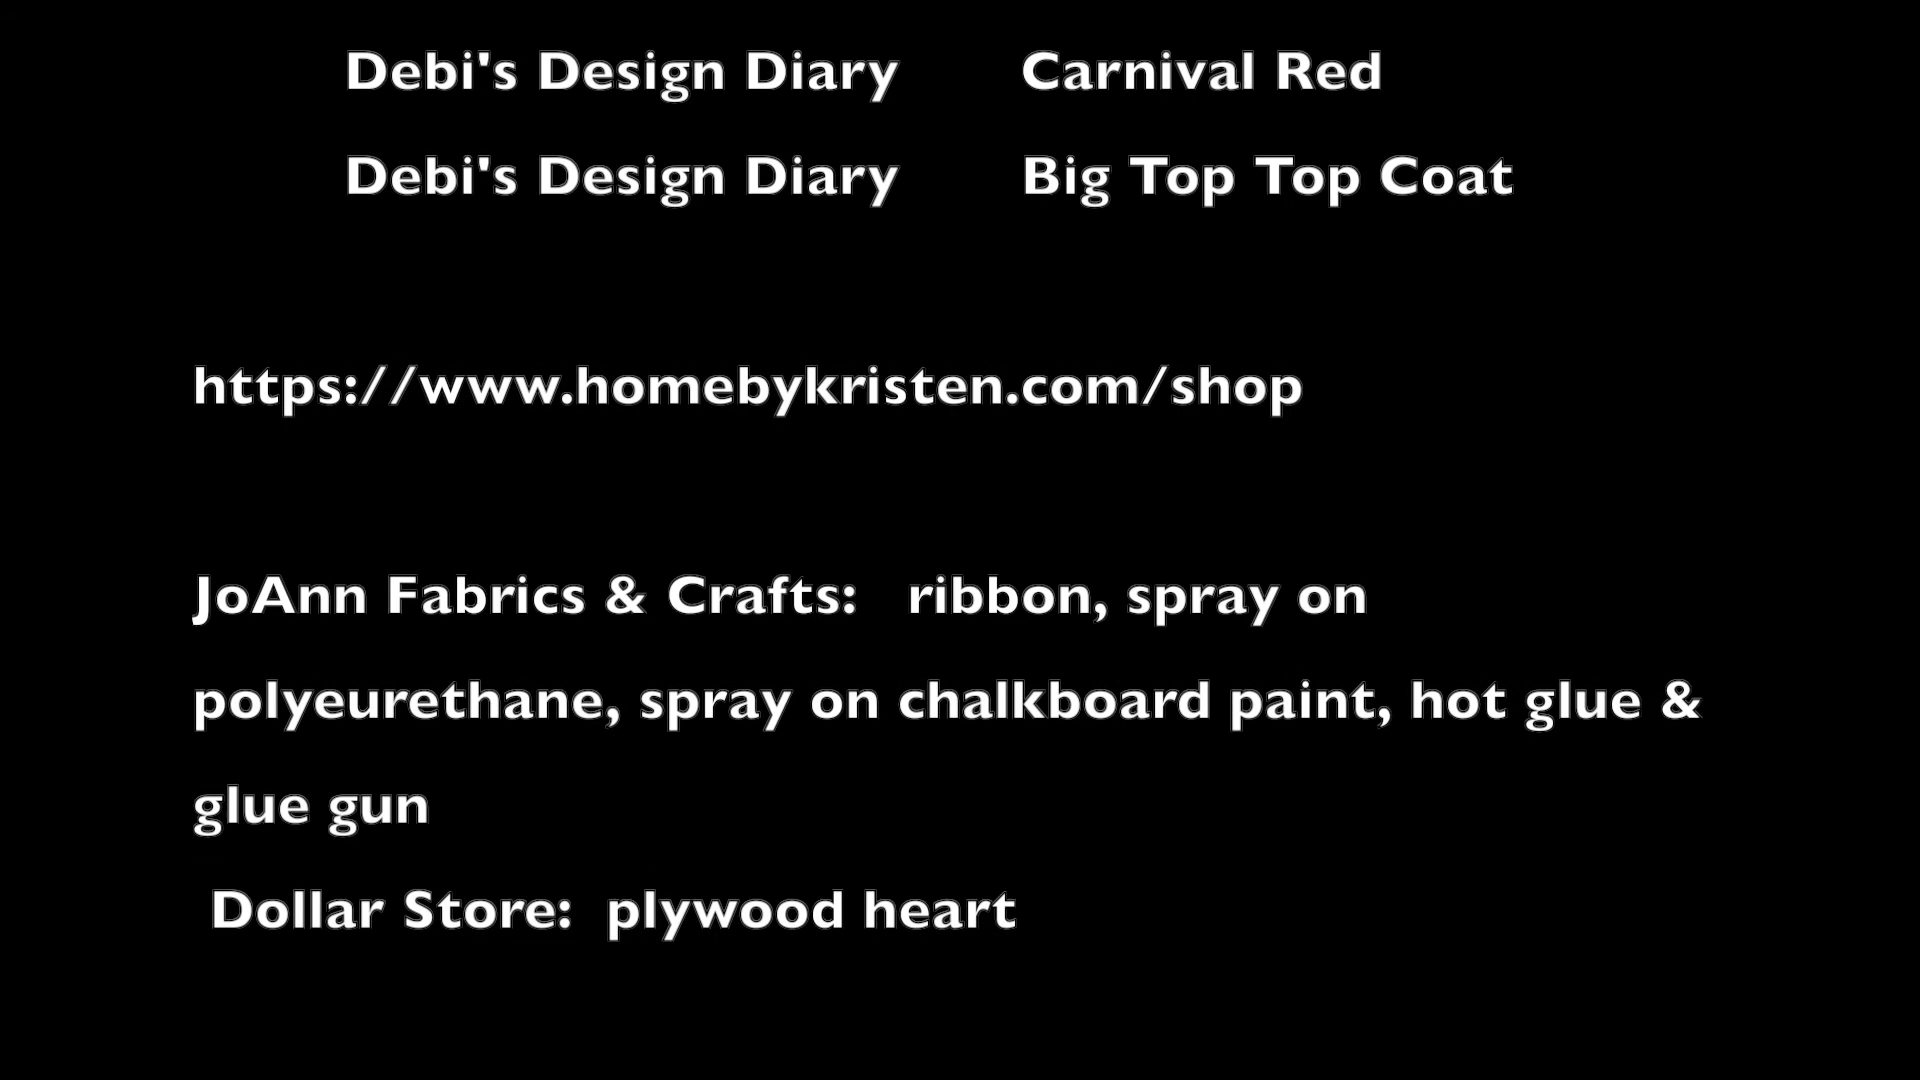 Debi's Design Diary Carnival Red
Debi's Design Diary Big Top Top Coat
https://www.homebykristen.com/shop
JoAnn Fabrics & Crafts: ribbon, spray on
polyeurethane, spray on chalkboard paint, hot glue &
glue gun
Dollar Store: plywood heart